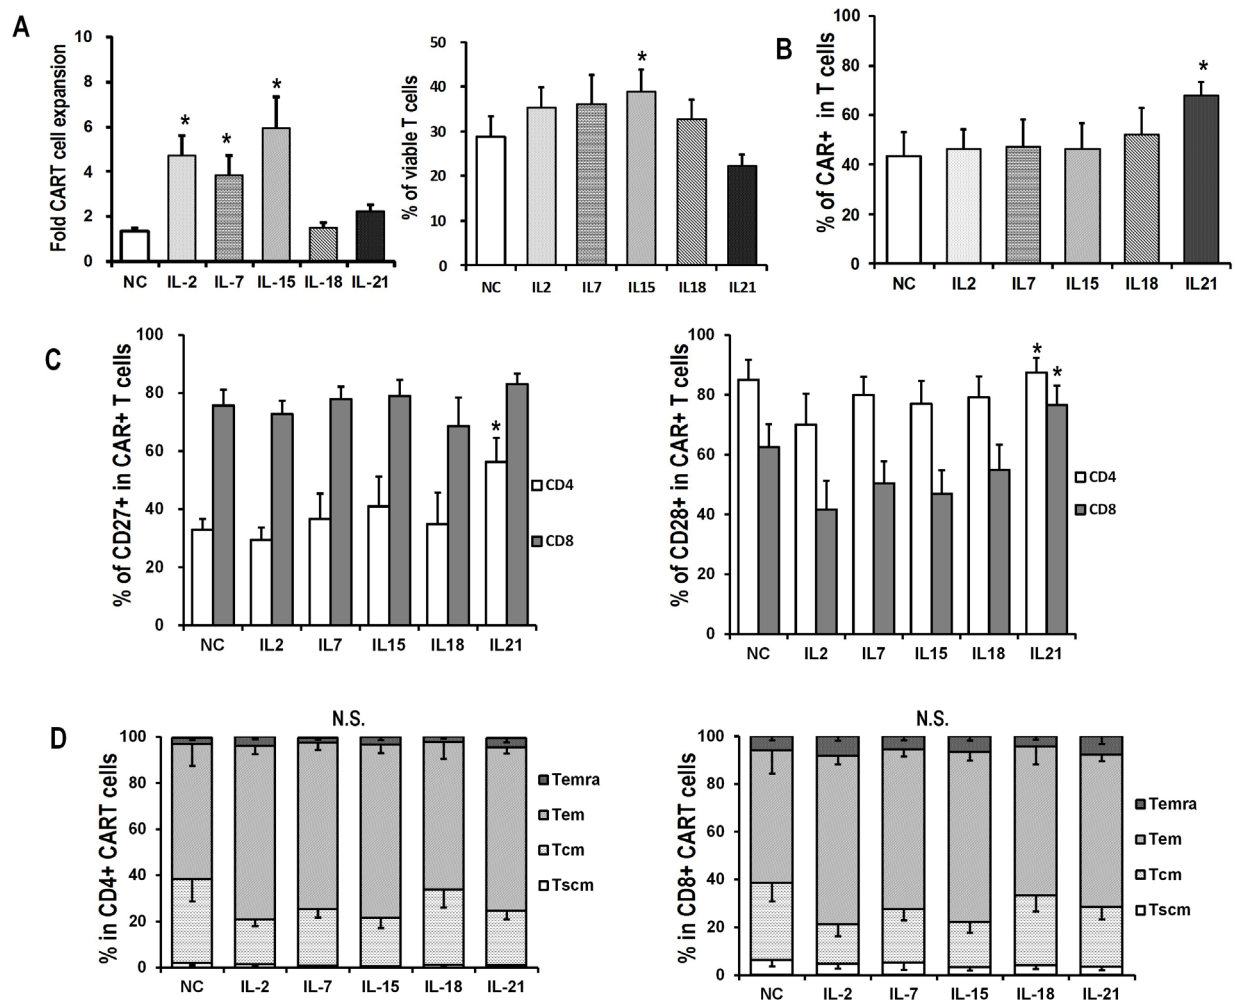 A
Fold CART cell expansion
10
8
6
4
2
0
*
*
*
NC IL-2 IL-7 IL-15 IL-18 IL-21
% of viable T cells
50
40
30
20
10
0
*
NC IL2 IL7 IL15 IL18 IL21
B
% of CAR+ in T cells
100
80
60
40
20
0
*
NC IL2 IL7 IL15 IL18 IL21
C
% of CD27+ in CAR+ T cells
100
80
60
40
20
0
*
CD4
CD8
NC IL2 IL7 IL15 IL18 IL21
% of CD28+ in CAR+ T cells
100
80
60
40
20
0
*
*
CD4
CD8
NC IL2 IL7 IL15 IL18 IL21
D
N.S.
% in CD4+ CART cells
100
80
60
40
20
0
Temra
Tem
Tcm
Tscm
NC IL-2 IL-7 IL-15 IL-18 IL-21
N.S.
% in CD8+ CART cells
100
80
60
40
20
0
Temra
Tem
Tcm
Tscm
NC IL-2 IL-7 IL-15 IL-18 IL-21